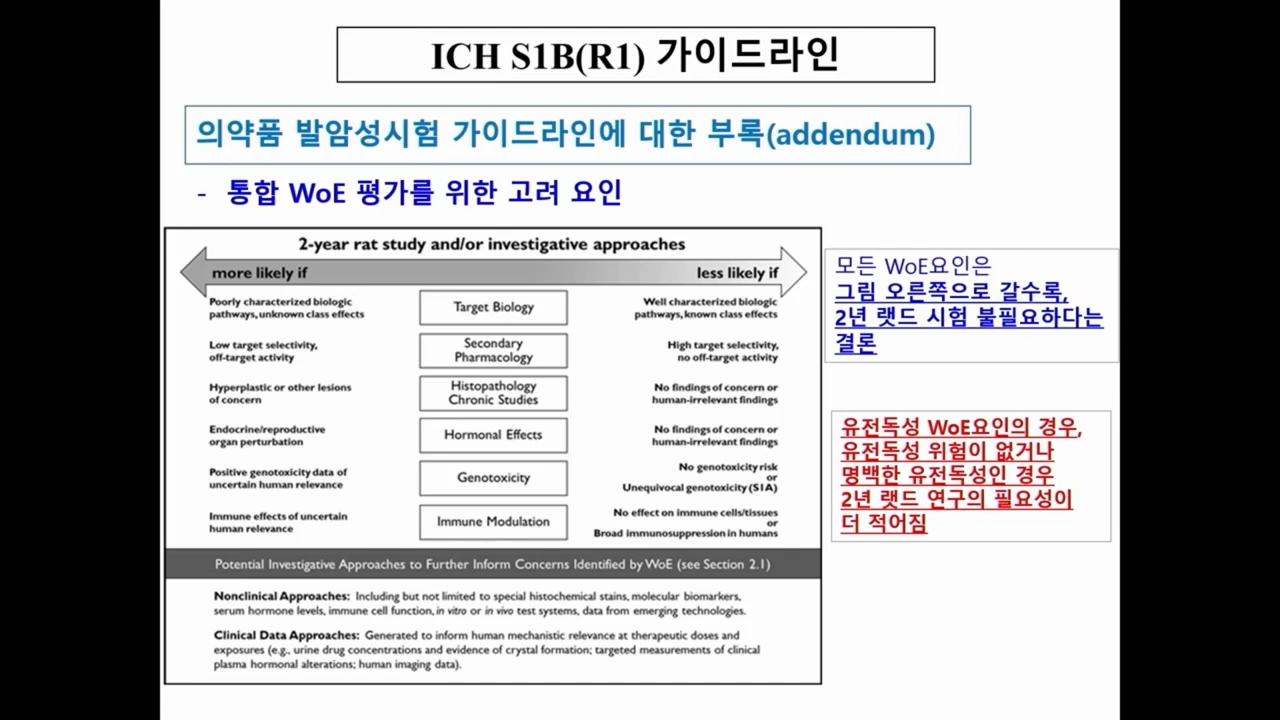 ICH S1B(R1) 가이드라인
의약품 발암성시험 가이드라인에 대한 부록(addendum)
- 통합 WoE 평가를 위한 고려 요인
2-year rat study and/or investigative approaches
more likely if
less likely if
Poorly characterized biologic
pathways, unknown class effects
Target Biology
Well characterized biologic
pathways, known class effects
Low target selectivity,
off-target activity
Secondary
Pharmacology
High target selectivity,
no off-target activity
Hyperplastic or other lesions
of concern
Histopathology
Chronic Studies
No findings of concern or
human-irrelevant findings
Endocrine/reproductive
organ perturbation
Hormonal Effects
No findings of concern or
human-irrelevant findings
Positive genotoxicity data of
uncertain human relevance
Genotoxicity
No genotoxicity risk
or
Unequivocal genotoxicity (S1A)
Immune effects of uncertain
human relevance
Immune Modulation
No effect on immune cells/tissues
or
Broad immunosuppression in humans
Potential Investigative Approaches to Further Inform Concerns Identified by WoE (see Section 2.1)
Nonclinical Approaches: Including but not limited to special histochemical stains, molecular biomarkers,
serum hormone levels, immune cell function, in vitro or in vivo test systems, data from emerging technologies.
Clinical Data Approaches: Generated to inform human mechanistic relevance at therapeutic doses and
exposures (e.g., urine drug concentrations and evidence of crystal formation; targeted measurements of clinical
plasma hormonal alterations; human imaging data).
모든 WoE요인은
그림 오른쪽으로 갈수록,
2년 랫드 시험 불필요하다는
결론
유전독성 WoE요인의 경우,
유전독성 위험이 없거나
명백한 유전독성인 경우
2년 랫드 연구의 필요성이
더 적어짐